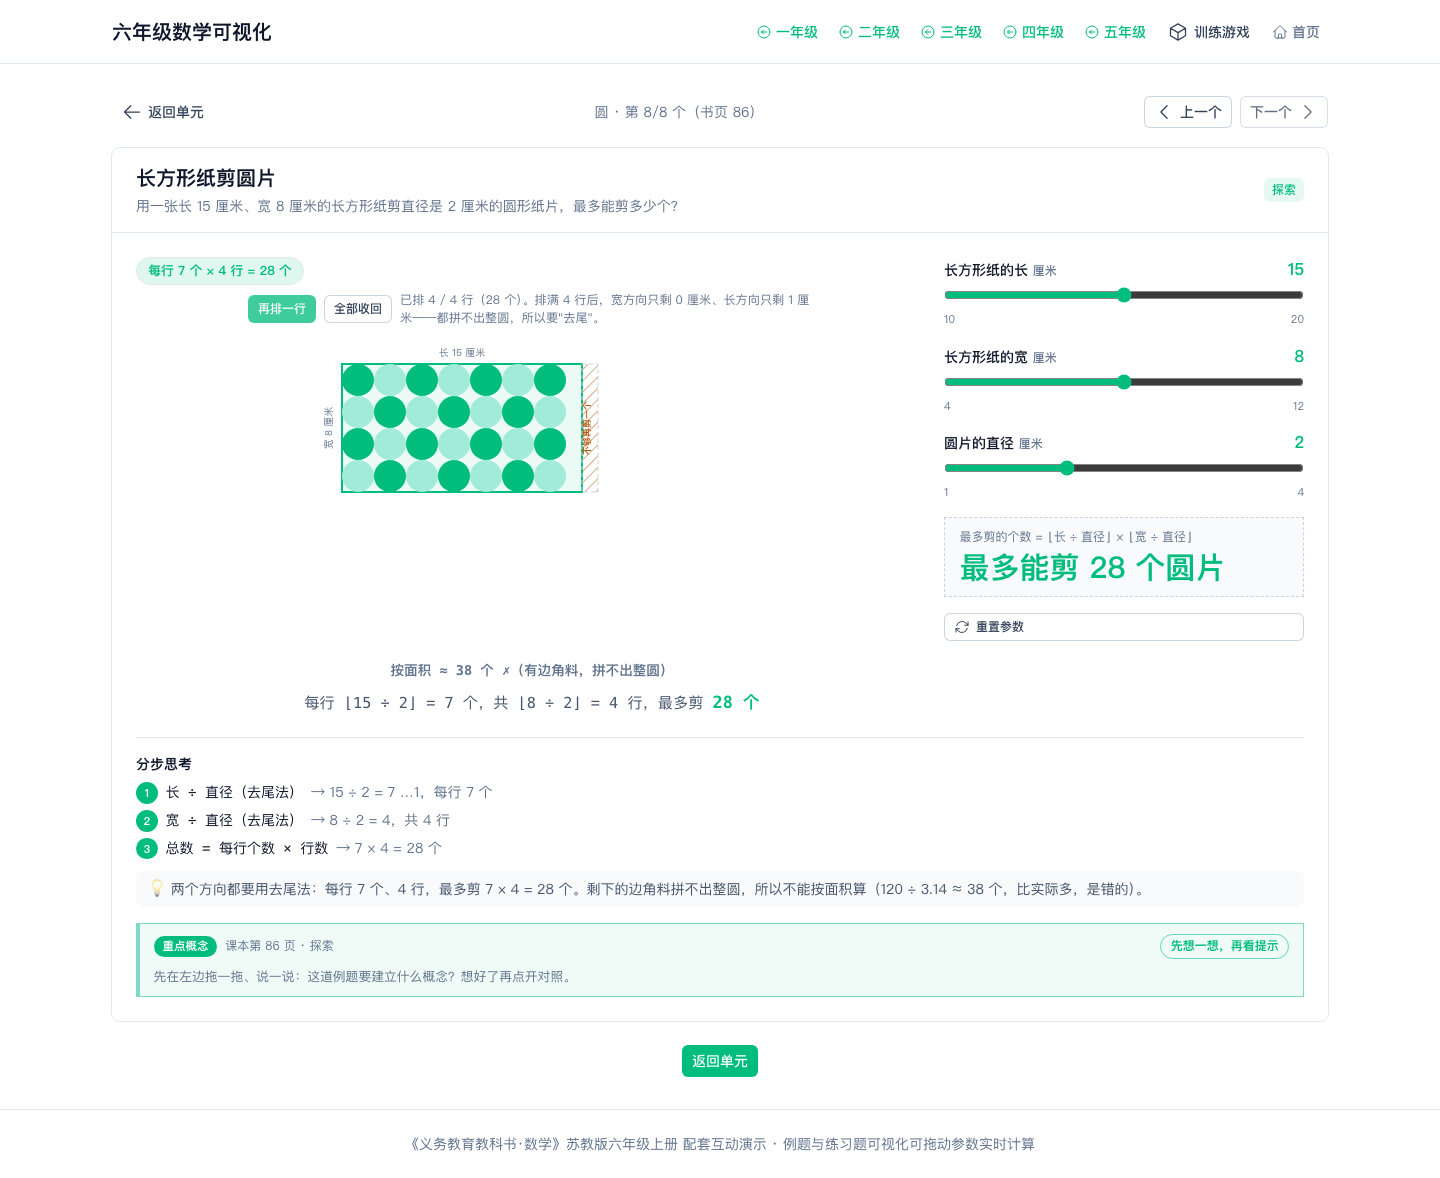 六年级数学可视化
一年级 二年级 三年级 四年级 五年级 训练游戏 首页
返回单元
圆 · 第 8/8 个（书页 86）
上一个 下一个
长方形纸剪圆片
用一张长 15 厘米、宽 8 厘米的长方形纸剪直径是 2 厘米的圆形纸片，最多能剪多少个？
探索
每行 7 个 × 4 行 = 28 个
再排一行 全部收回
已排 4 / 4 行（28 个）。排满 4 行后，宽方向只剩 0 厘米、长方向只剩 1 厘
米——都拼不出整圆，所以要"去尾"。
长 15 厘米
宽 8 厘米
长方形纸的长 厘米 15
10 20
长方形纸的宽 厘米 8
4 12
圆片的直径 厘米 2
1 4
最多剪的个数 = ⌊长 ÷ 直径⌋ × ⌊宽 ÷ 直径⌋
最多能剪 28 个圆片
重置参数
按面积 ≈ 38 个 ✗（有边角料，拼不出整圆）
每行 ⌊15 ÷ 2⌋ = 7 个，共 ⌊8 ÷ 2⌋ = 4 行，最多剪 28 个
分步思考
1 长 ÷ 直径（去尾法） → 15 ÷ 2 = 7 …1，每行 7 个
2 宽 ÷ 直径（去尾法） → 8 ÷ 2 = 4，共 4 行
3 总数 = 每行个数 × 行数 → 7 × 4 = 28 个
💡 两个方向都要用去尾法：每行 7 个、4 行，最多剪 7 × 4 = 28 个。剩下的边角料拼不出整圆，所以不能按面积算（120 ÷ 3.14 ≈ 38 个，比实际多，是错的）。
重点概念 课本第 86 页 · 探索
先想一想，再看提示
先在左边拖一拖、说一说：这道例题要建立什么概念？想好了再点开对照。
返回单元
《义务教育教科书·数学》苏教版六年级上册 配套互动演示 · 例题与练习题可视化可拖动参数实时计算